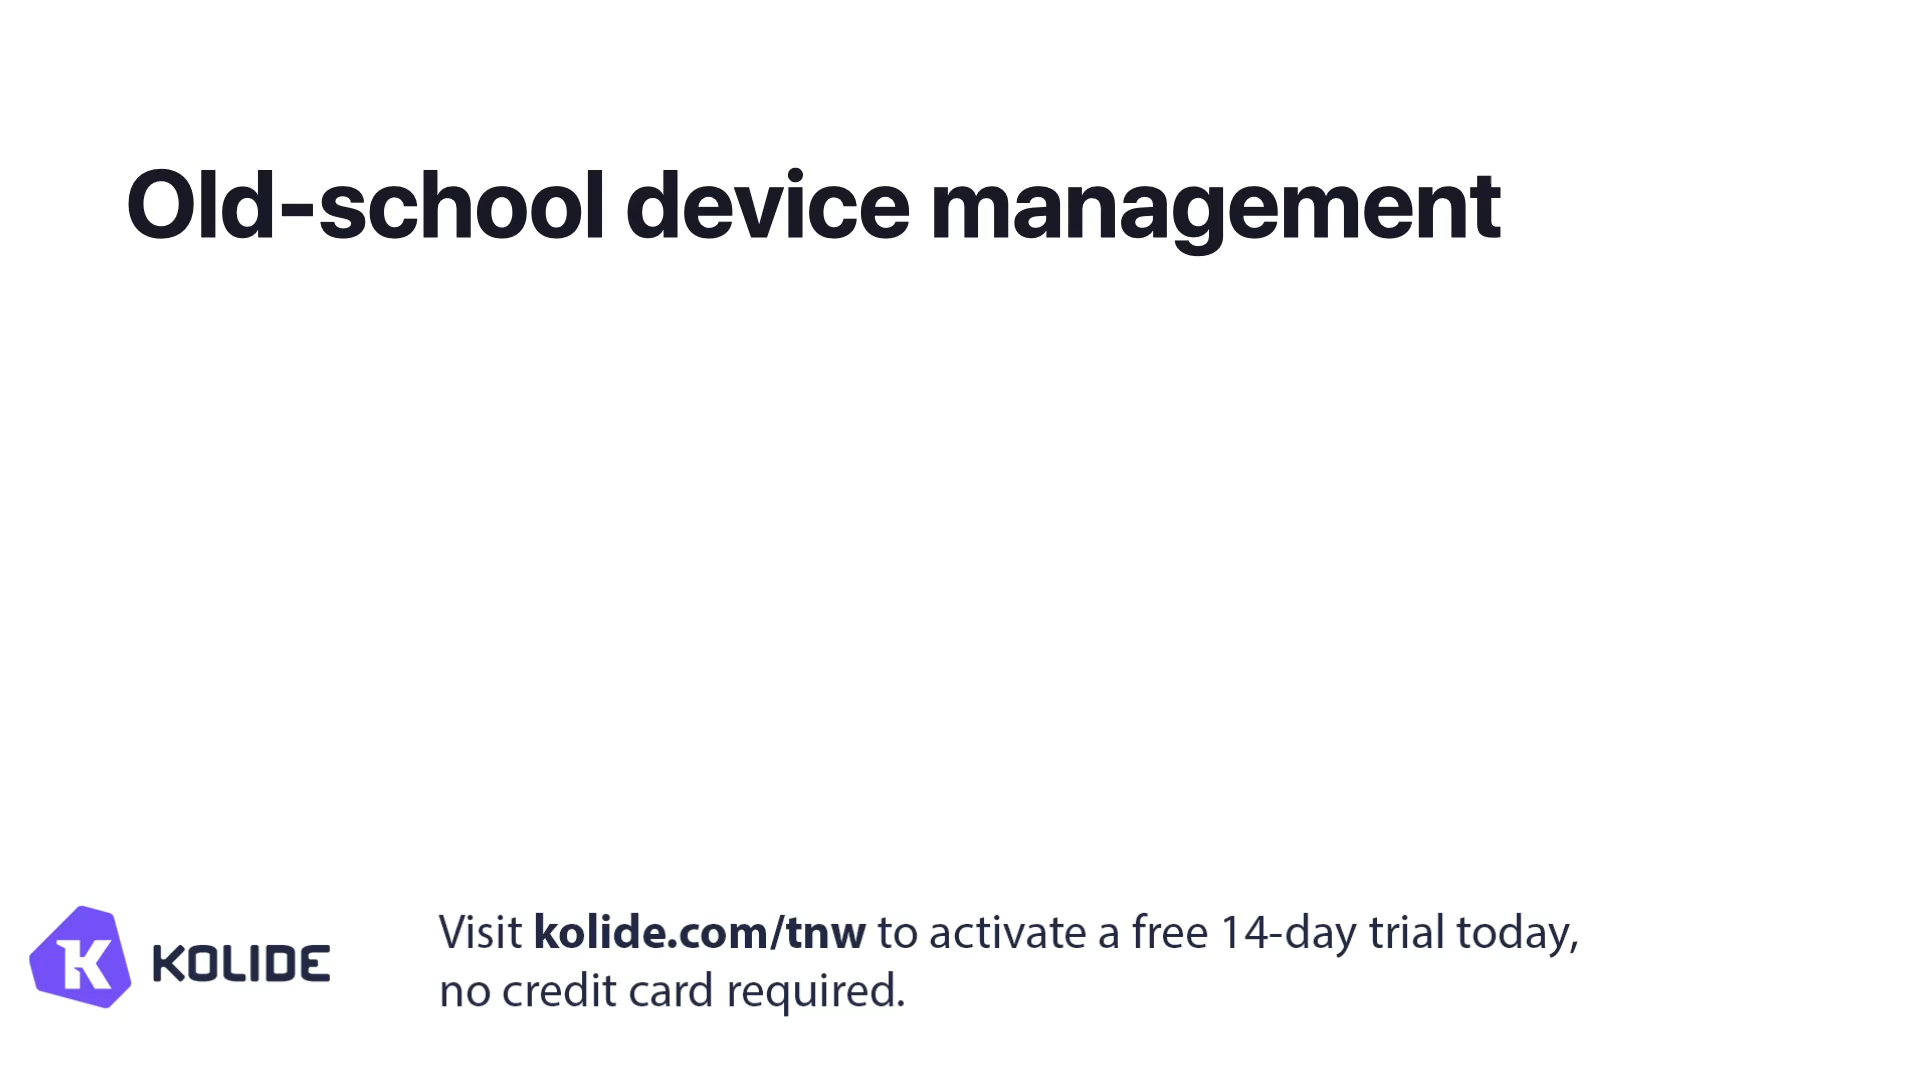 Old-school device management
K KOLIDE
Visit kolide.com/tnw to activate a free 14-day trial today,
no credit card required.